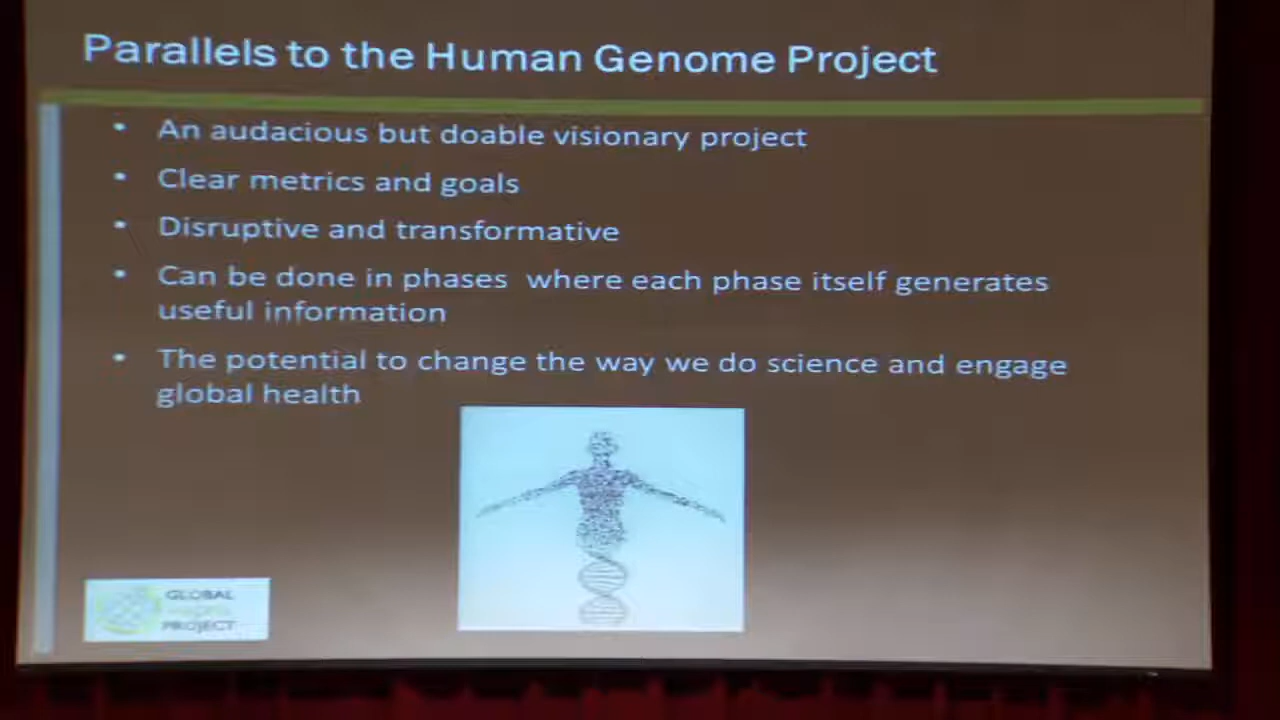 Parallels to the Human Genome Project
• An audacious but doable visionary project
• Clear metrics and goals
• Disruptive and transformative
• Can be done in phases where each phase itself generates
useful information
• The potential to change the way we do science and engage
global health
GLOBAL
PROJECT